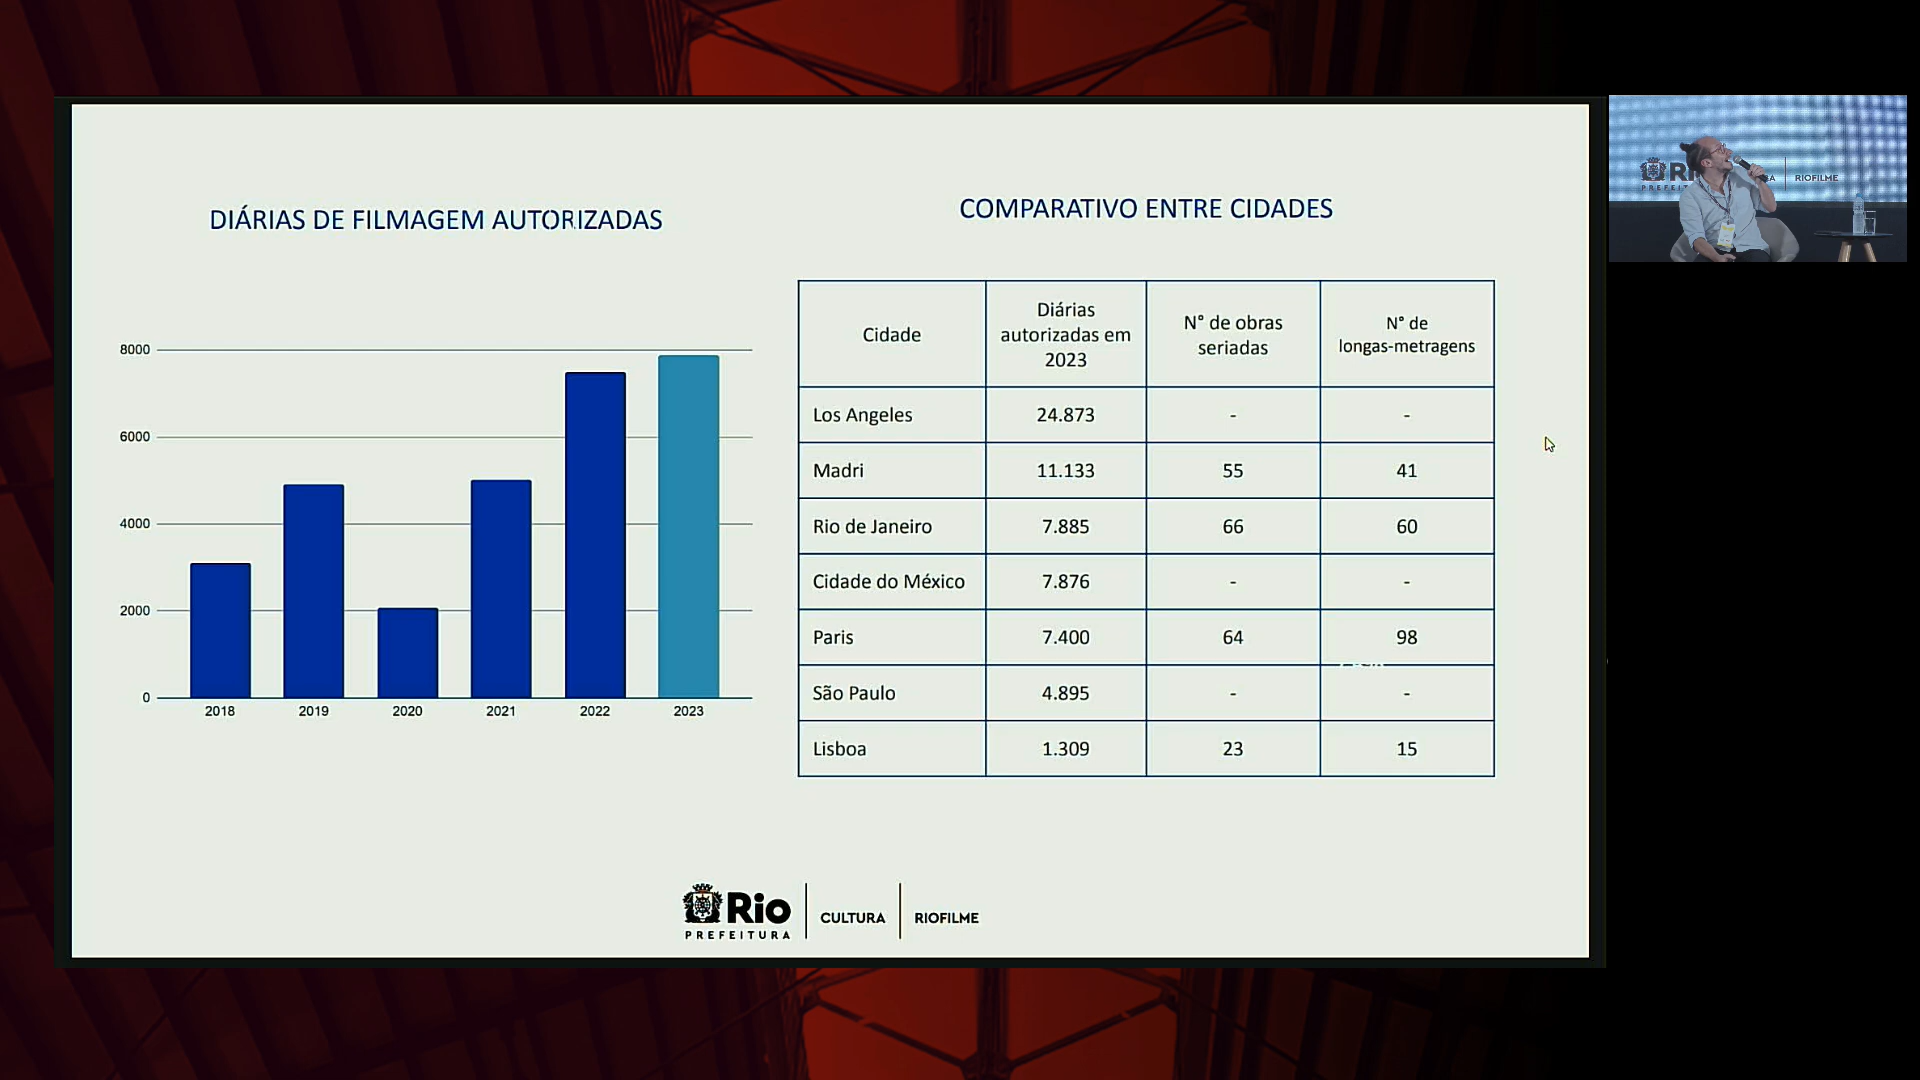 DIÁRIAS DE FILMAGEM AUTORIZADAS
8000
6000
4000
2000
0
2018 2019 2020 2021 2022 2023
COMPARATIVO ENTRE CIDADES
Cidade
Diárias
autorizadas em
2023
N° de obras
seriadas
N° de
longas-metragens
Los Angeles 24.873 - -
Madri 11.133 55 41
Rio de Janeiro 7.885 66 60
Cidade do México 7.876 - -
Paris 7.400 64 98
São Paulo 4.895 - -
Lisboa 1.309 23 15
Rio
PREFEITURA
CULTURA
RIOFILME
RIOFILME